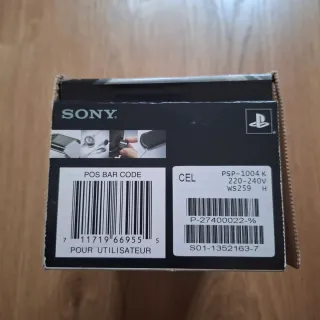 SONY
POS BAR CODE
7 11719 66955 5
POUR UTILISATEUR
CEL
PSP-1004 K
220-240V
WS259 H
P-27400022-%
S01-1352163-7